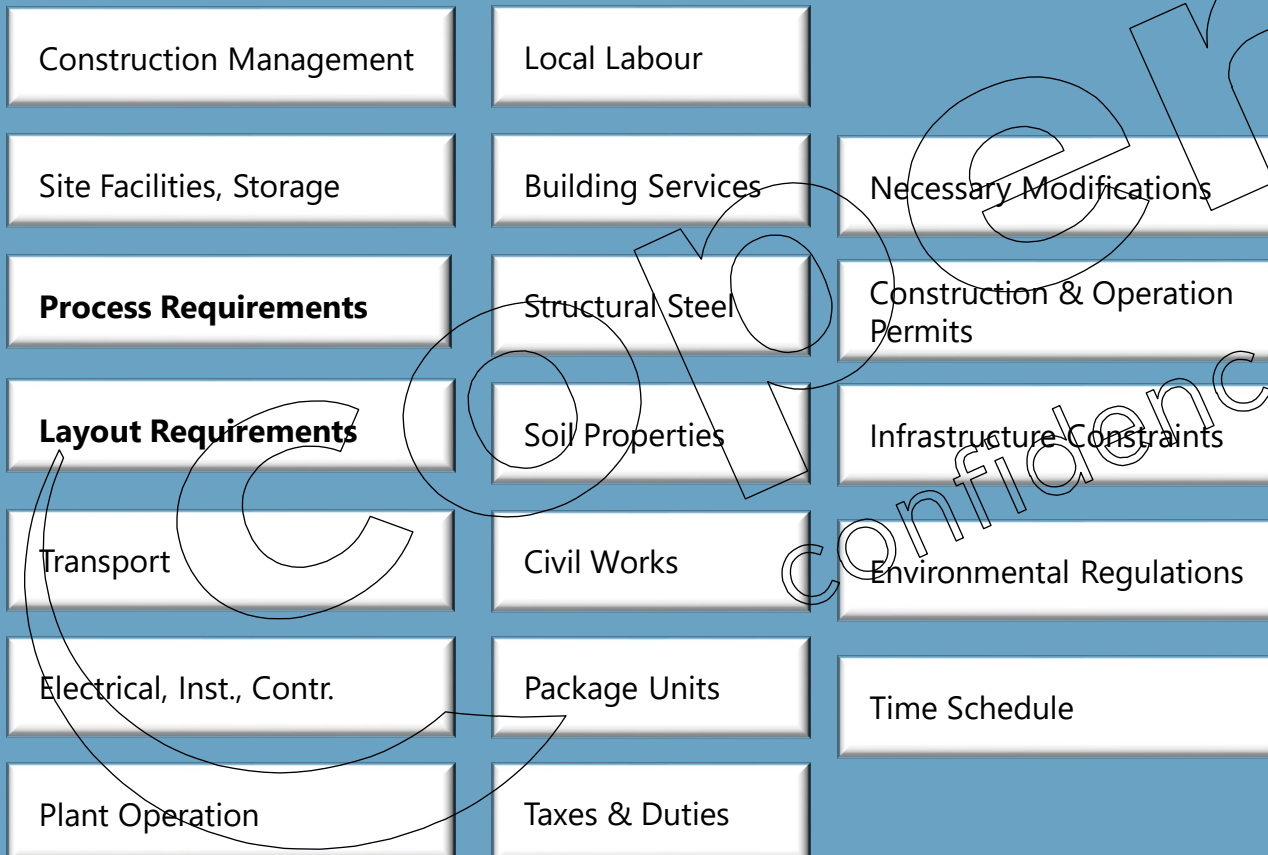 Construction Management
Site Facilities, Storage
Process Requirements
Layout Requirements
Transport
Electrical, Inst., Contr.
Plant Operation
Local Labour
Building Services
Structural Steel
Soil Properties
Civil Works
Package Units
Taxes & Duties
Necessary Modifications
Construction & Operation
Permits
Infrastructure Constraints
Environmental Regulations
Time Schedule